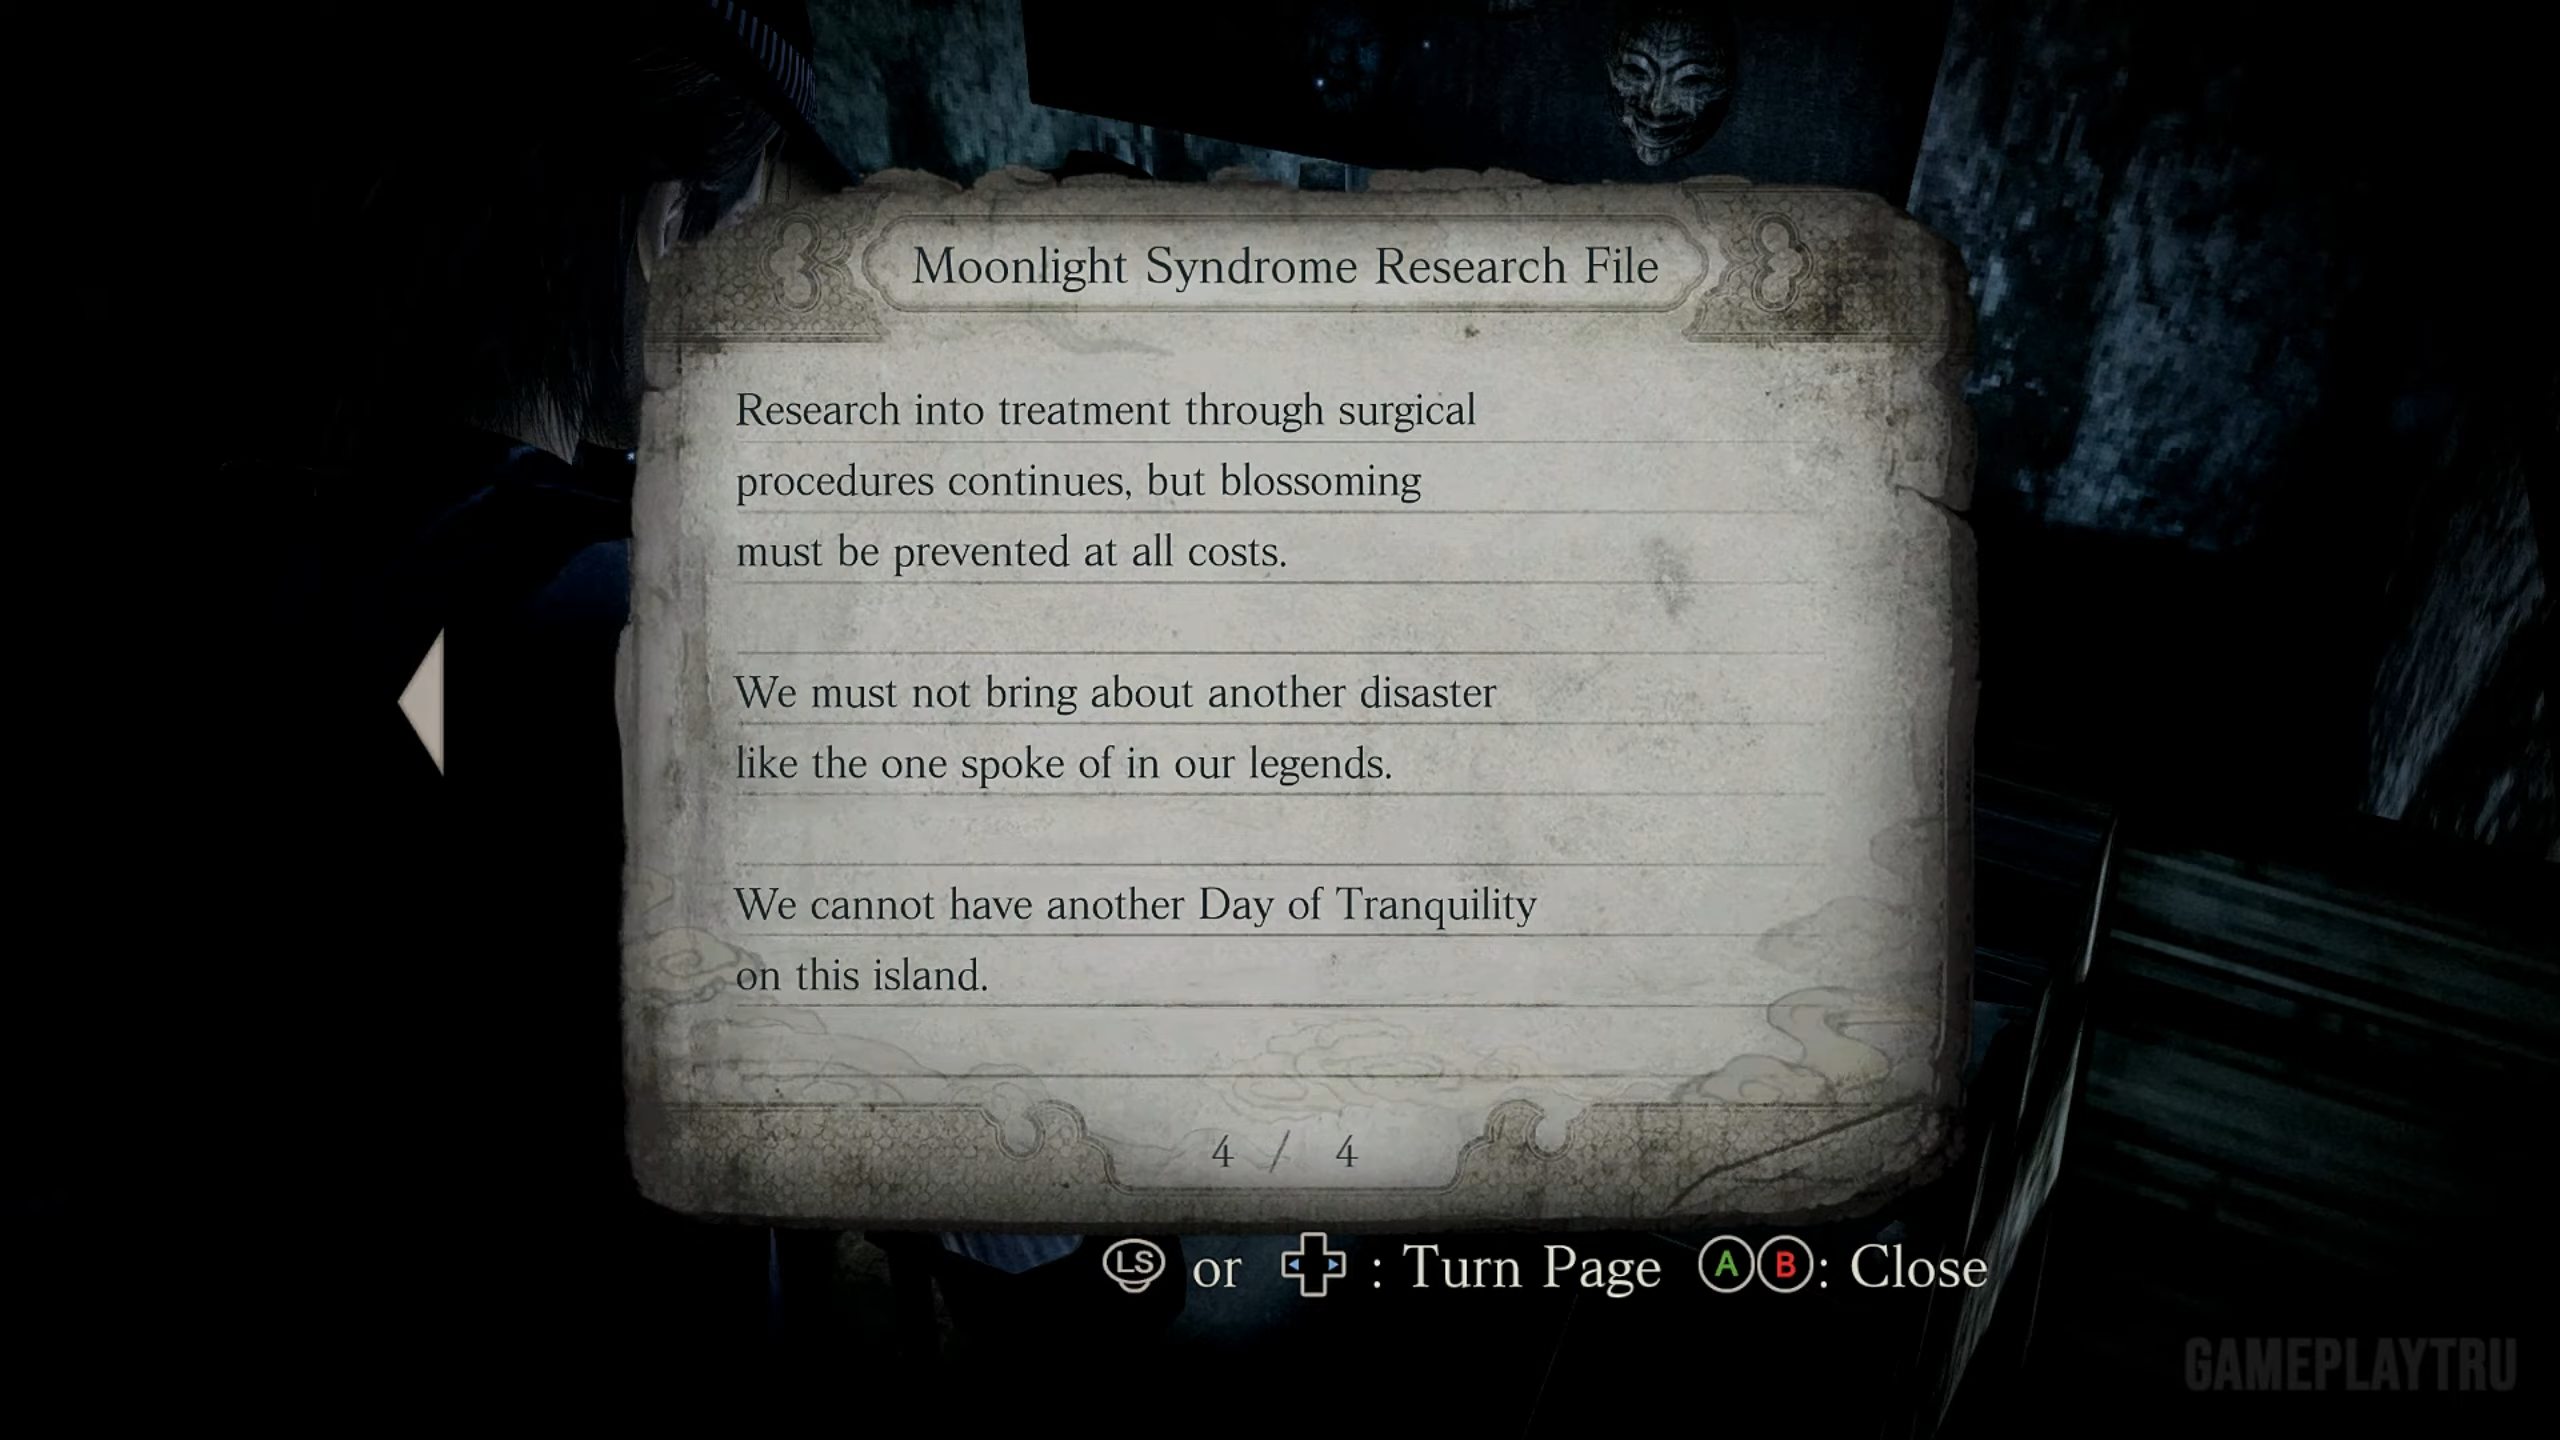 Moonlight Syndrome Research File
Research into treatment through surgical
procedures continues, but blossoming
must be prevented at all costs.
We must not bring about another disaster
like the one spoke of in our legends.
We cannot have another Day of Tranquility
on this island.
4 / 4
LS or : Turn Page A B : Close
GAMEPLAYTRU